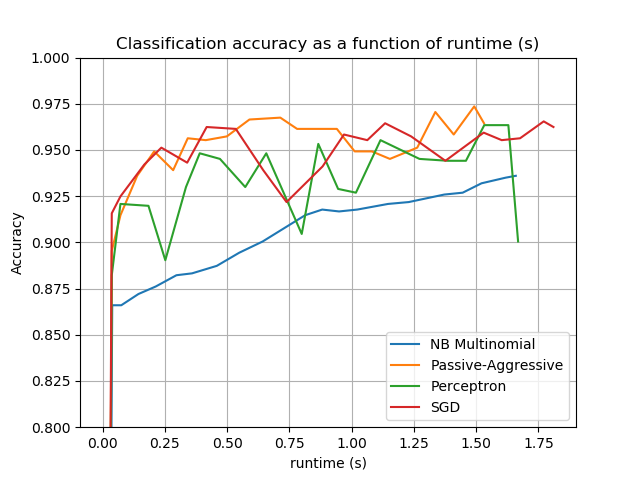 Classification accuracy as a function of runtime (s)
1.000
0.975
0.950
0.925
0.900
0.875
0.850
0.825
0.800
Accuracy
NB Multinomial
Passive-Aggressive
Perceptron
SGD
0.00 0.25 0.50 0.75 1.00 1.25 1.50 1.75
runtime (s)